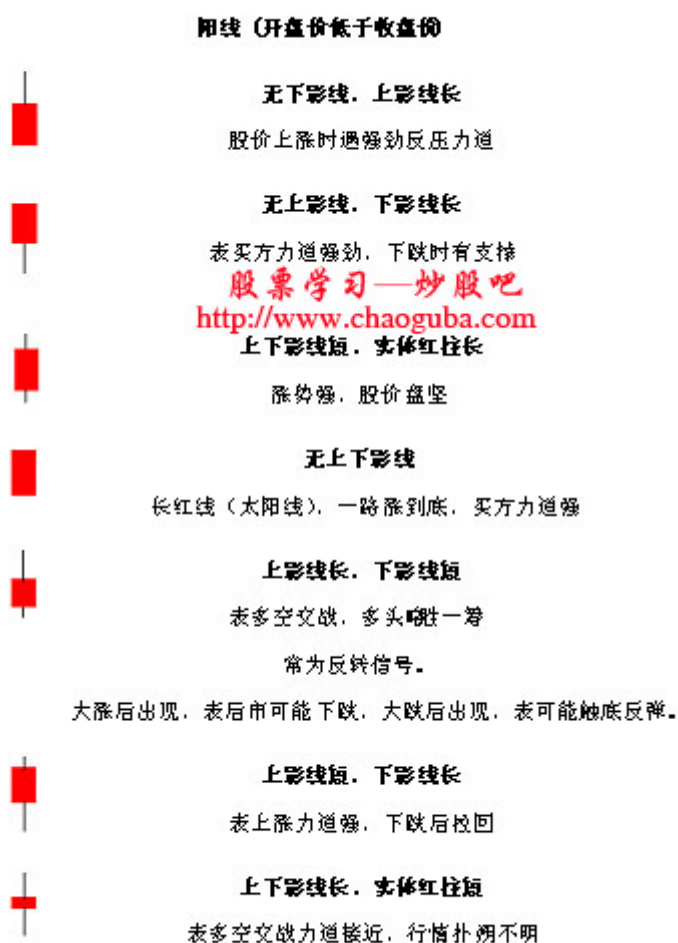 阳线（开盘价低于收盘价）
无下影线．上影线长
股价上涨时遇强劲反压力道
无上影线．下影线长
表买方力道强劲．下跌时有支撑
股票学习—炒股吧
http://www.chaoguba.com
上下影线短．实体红柱长
涨势强．股价盘坚
无上下影线
长红线（太阳线）．一路涨到底．买方力道强
上影线长．下影线短
表多空交战．多头略胜一筹
常为反转信号。
大涨后出现．表后市可能下跌．大跌后出现．表可能触底反弹。
上影线短．下影线长
表上涨力道强．下跌后拉回
上下影线长．实体红柱短
表多空交战力道接近．行情扑朔不明